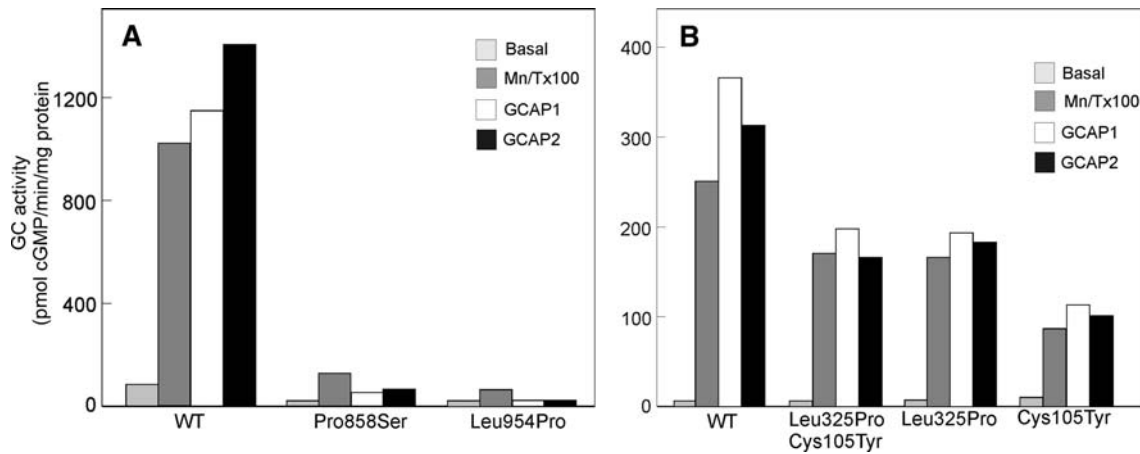 A
Basal
Mn/Tx100
GCAP1
GCAP2
GC activity
(pmol cGMP/min/mg protein)
1200
800
400
0
WT
Pro858Ser
Leu954Pro
B
Basal
Mn/Tx100
GCAP1
GCAP2
400
300
200
100
0
WT
Leu325Pro
Cys105Tyr
Leu325Pro
Cys105Tyr